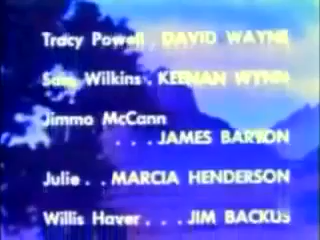 Tracy Powell . DAVID WAYNE
Sam Wilkins . KEENAN WYNN
Jimmo McCann
. . . JAMES BARTON
Julie . . MARCIA HENDERSON
Willis Haver . . . JIM BACKUS